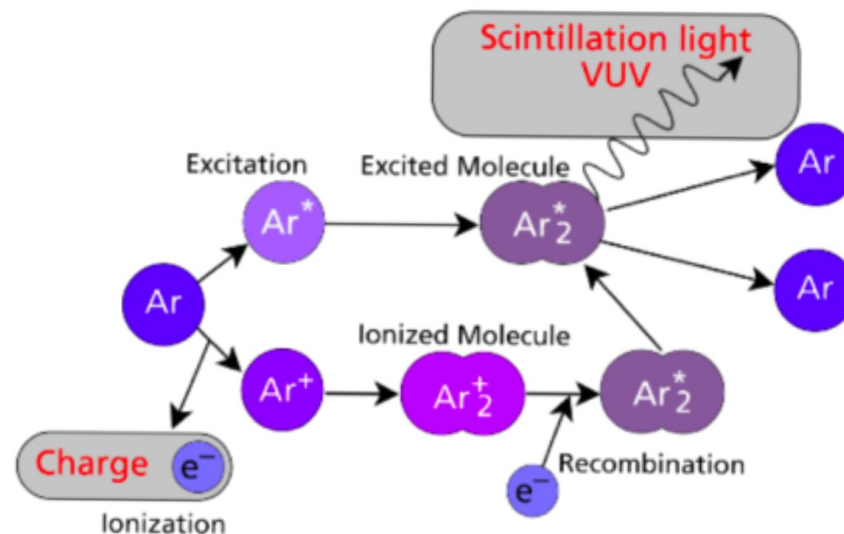 Scintillation light
VUV
Excitation
Excited Molecule
Ar
Ar*
Ar₂*
Ar
Ar
Ionized Molecule
Ar⁺
Ar₂⁺
Ar₂*
Charge e⁻
e⁻
Recombination
Ionization